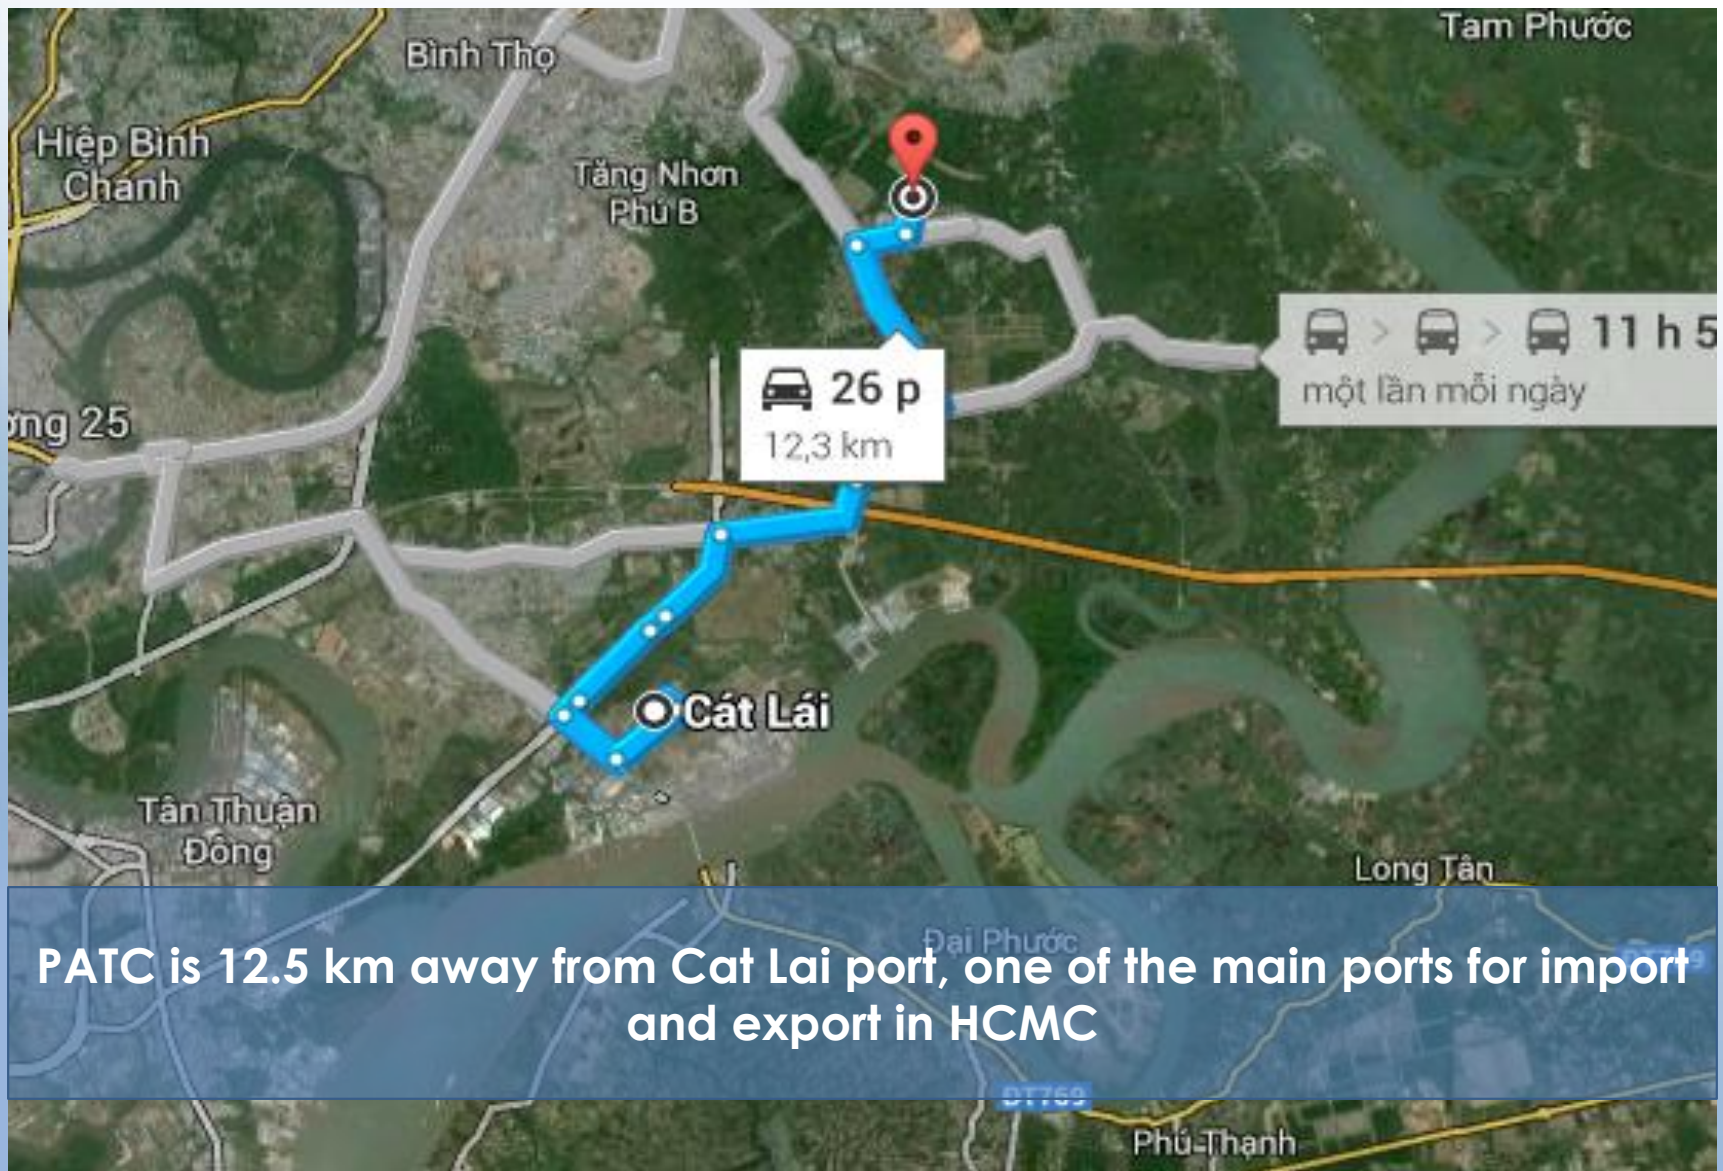 Tam Phước
Bình Thọ
Hiệp Bình
Chánh
Tăng Nhơn
Phú B
11 h 5
một lần mỗi ngày
26 p
12,3 km
ơng 25
Cát Lái
Tân Thuận
Đông
Long Tân
Đại Phước
PATC is 12.5 km away from Cat Lai port, one of the main ports for import
and export in HCMC
ĐT769
Phú Thạnh